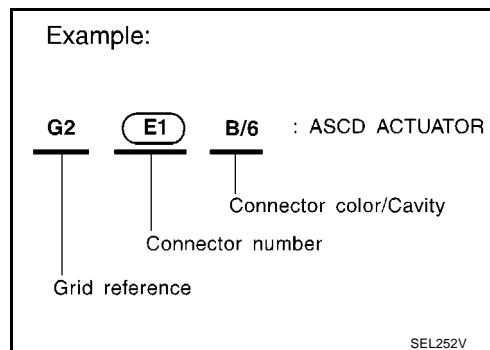 Example:
G2 E1 B/6 : ASCD ACTUATOR
Connector color/Cavity
Connector number
Grid reference
SEL252V